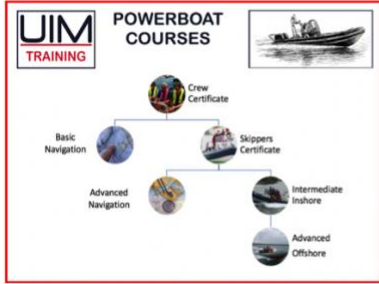 UIM
TRAINING
POWERBOAT
COURSES
Crew
Certificate
Basic
Navigation
Skippers
Certificate
Advanced
Navigation
Intermediate
Inshore
Advanced
Offshore